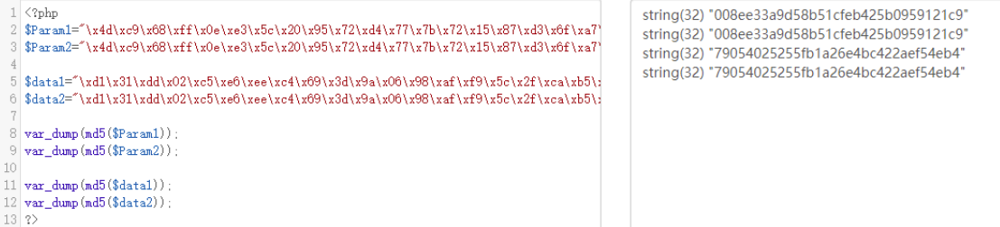 1 <?php
2 $Param1="\x4d\xc9\x68\xff\x0e\xe3\x5c\x20\x95\x72\xd4\x77\x7b\x72\x15\x87\xd3\x6f\xa7\
3 $Param2="\x4d\xc9\x68\xff\x0e\xe3\x5c\x20\x95\x72\xd4\x77\x7b\x72\x15\x87\xd3\x6f\xa7\
4
5 $data1="\xd1\x31\xdd\x02\xc5\xe6\xee\xc4\x69\x3d\x9a\x06\x98\xaf\xf9\x5c\x2f\xca\xb5\
6 $data2="\xd1\x31\xdd\x02\xc5\xe6\xee\xc4\x69\x3d\x9a\x06\x98\xaf\xf9\x5c\x2f\xca\xb5\
7
8 var_dump(md5($Param1));
9 var_dump(md5($Param2));
10
11 var_dump(md5($data1));
12 var_dump(md5($data2));
13 ?>
string(32) "008ee33a9d58b51cfeb425b0959121c9"
string(32) "008ee33a9d58b51cfeb425b0959121c9"
string(32) "79054025255fb1a26e4bc422aef54eb4"
string(32) "79054025255fb1a26e4bc422aef54eb4"